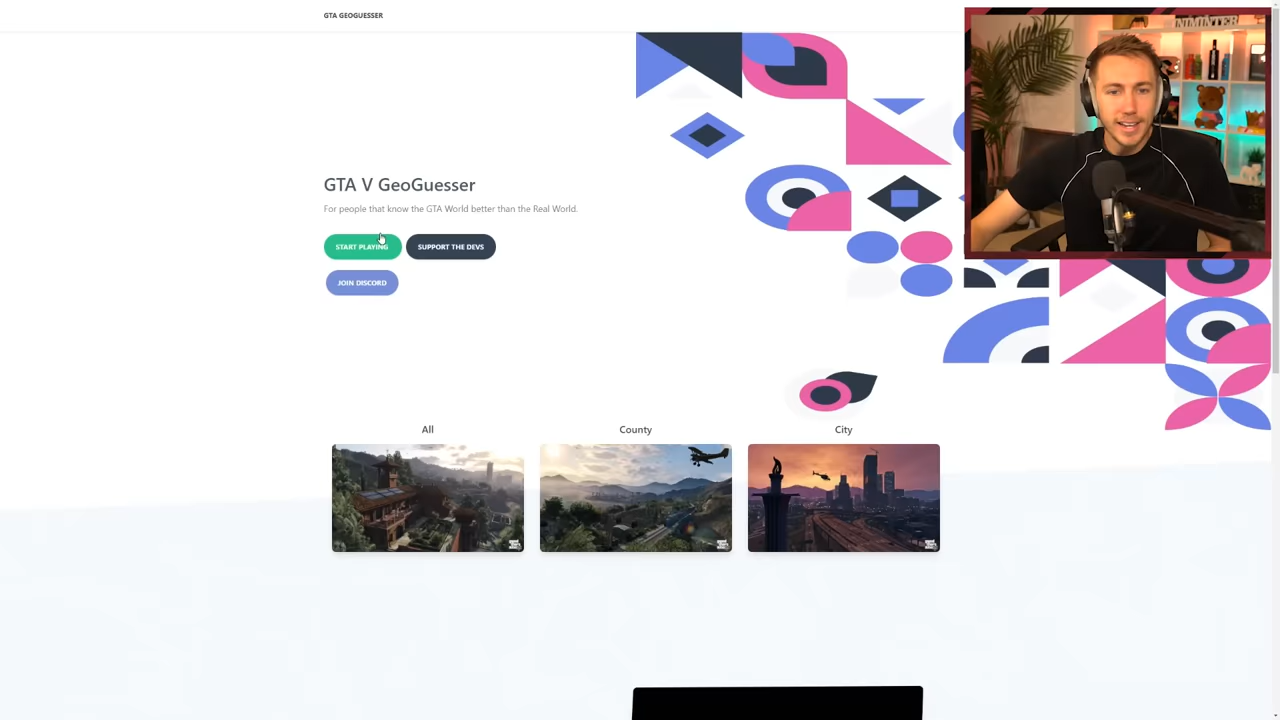 GTA GEOGUESSER
GTA V GeoGuesser
For people that know the GTA World better than the Real World.
START PLAYING
SUPPORT THE DEVS
JOIN DISCORD
All
County
City